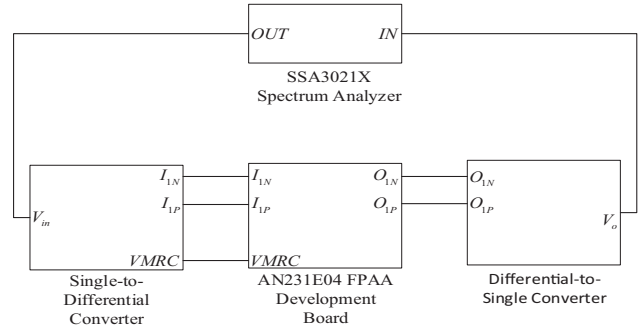 OUT IN
SSA3021X
Spectrum Analyzer
I1N I1N O1N O1N
I1P I1P O1P O1P
Vin Vo
VMRC VMRC
Single-to-
Differential
Converter
AN231E04 FPAA
Development
Board
Differential-to-
Single Converter